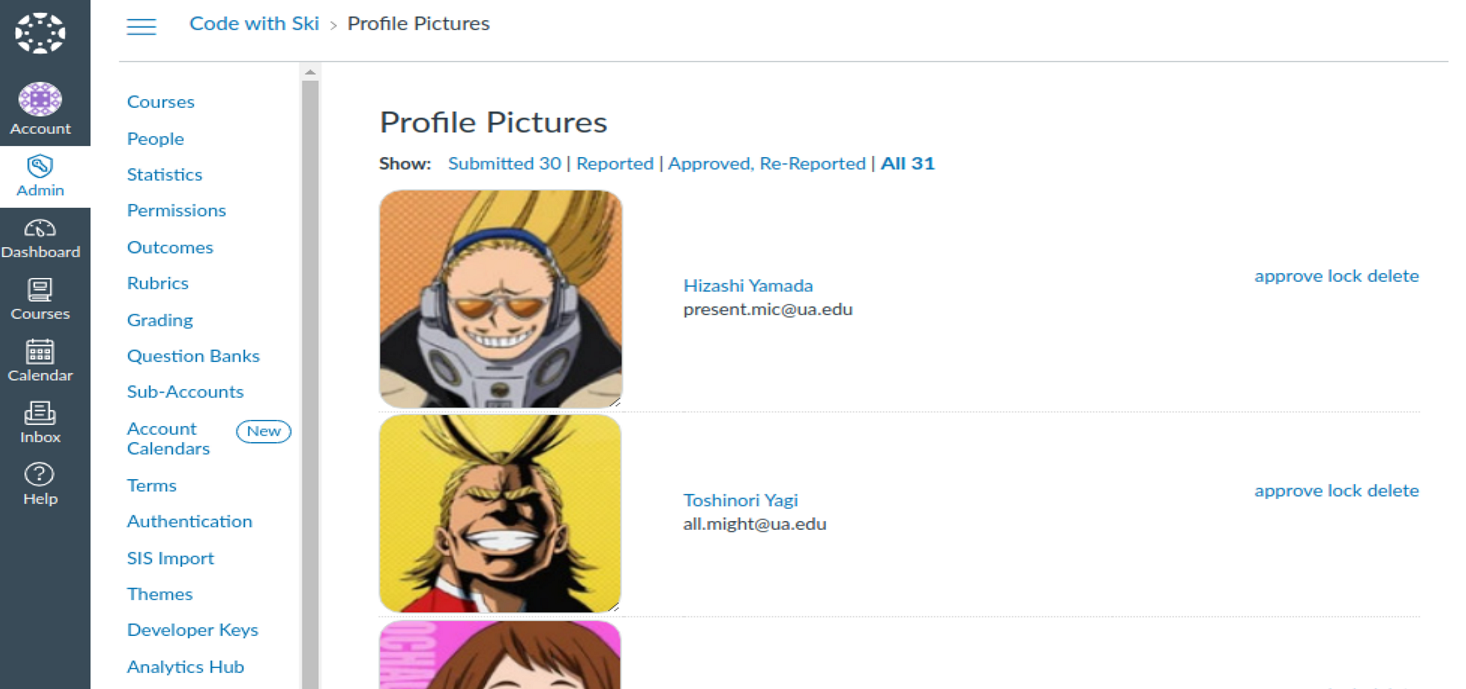 Code with Ski > Profile Pictures
Account
Admin
Dashboard
Courses
Calendar
Inbox
Help
Courses
People
Statistics
Permissions
Outcomes
Rubrics
Grading
Question Banks
Sub-Accounts
Account
Calendars
New
Terms
Authentication
SIS Import
Themes
Developer Keys
Analytics Hub
Profile Pictures
Show: Submitted 30 | Reported | Approved, Re-Reported | All 31
Hizashi Yamada
present.mic@ua.edu
approve lock delete
Toshinori Yagi
all.might@ua.edu
approve lock delete
OCHA